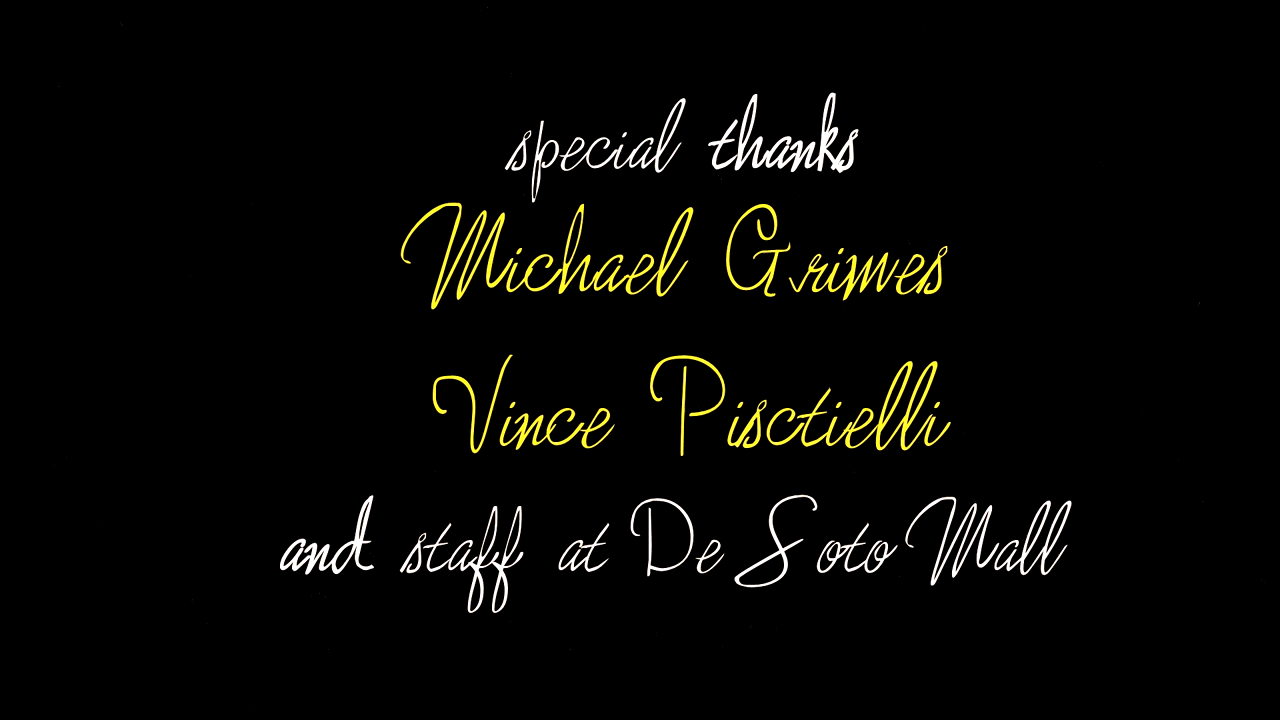 special thanks
Michael Grimes
Vince Pisctielli
and staff at De Soto Mall